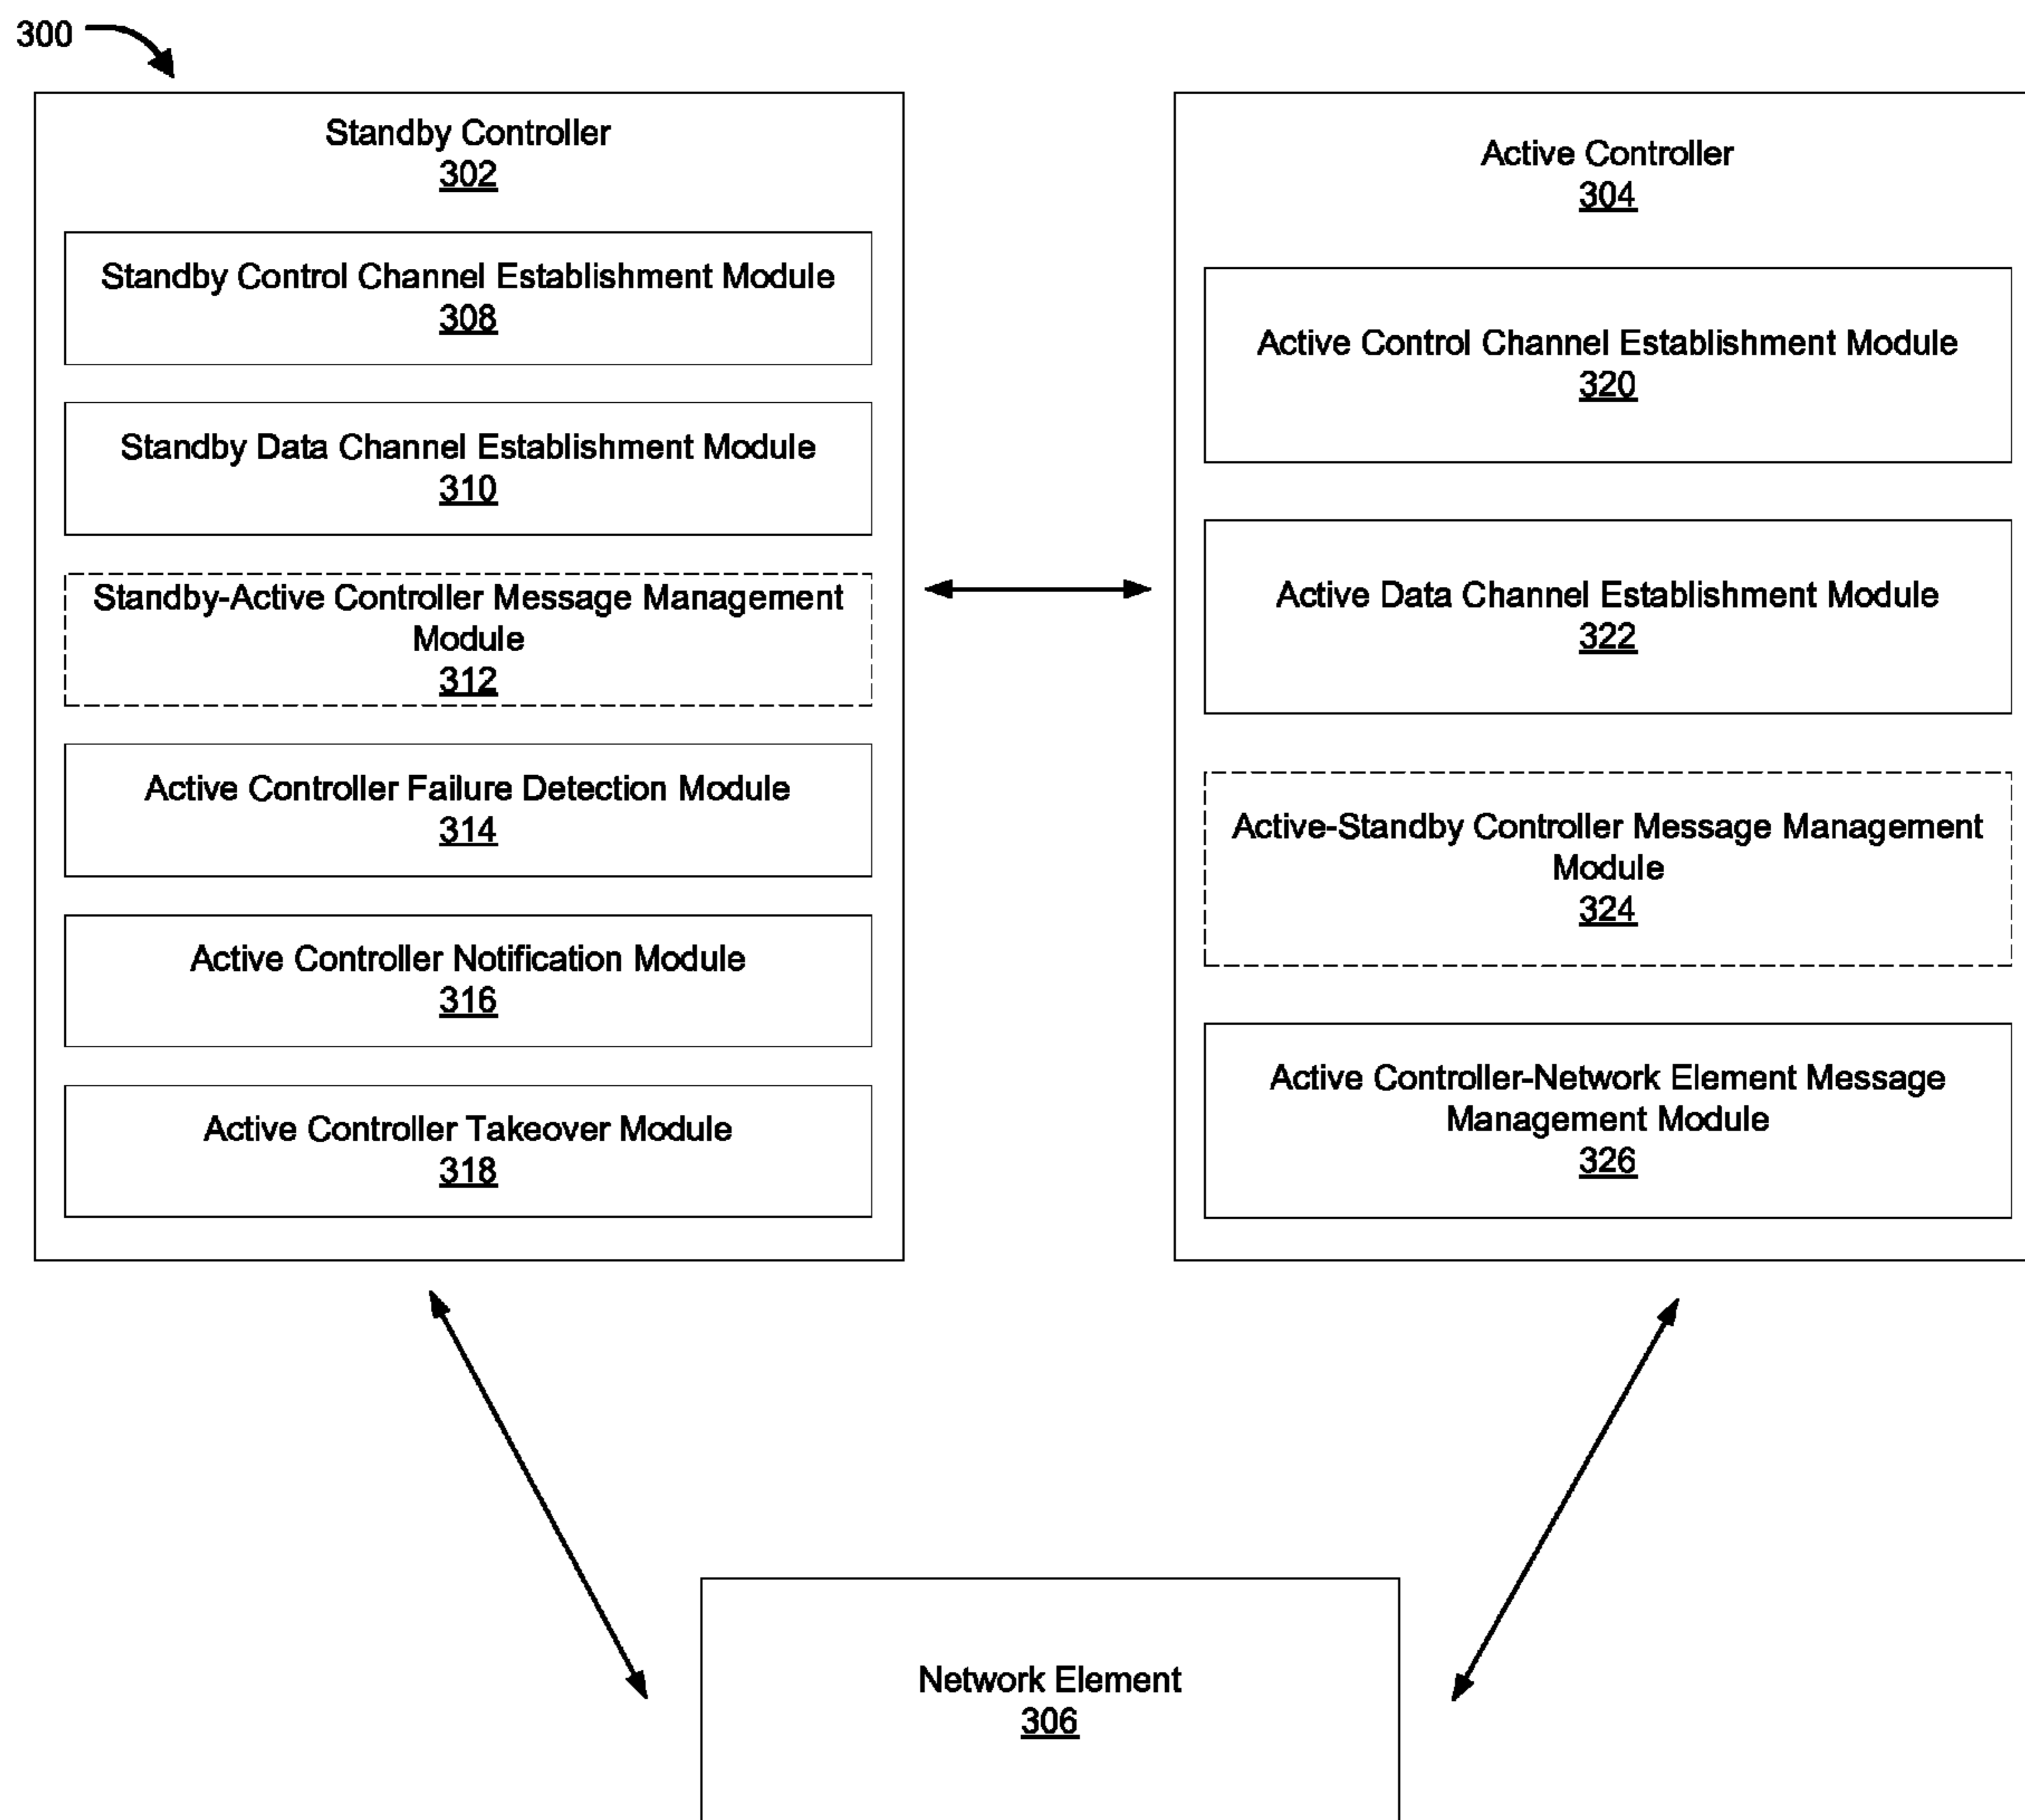 300
Standby Controller
302
Standby Control Channel Establishment Module
308
Standby Data Channel Establishment Module
310
Standby-Active Controller Message Management
Module
312
Active Controller Failure Detection Module
314
Active Controller Notification Module
316
Active Controller Takeover Module
318
Active Controller
304
Active Control Channel Establishment Module
320
Active Data Channel Establishment Module
322
Active-Standby Controller Message Management
Module
324
Active Controller-Network Element Message
Management Module
326
Network Element
306